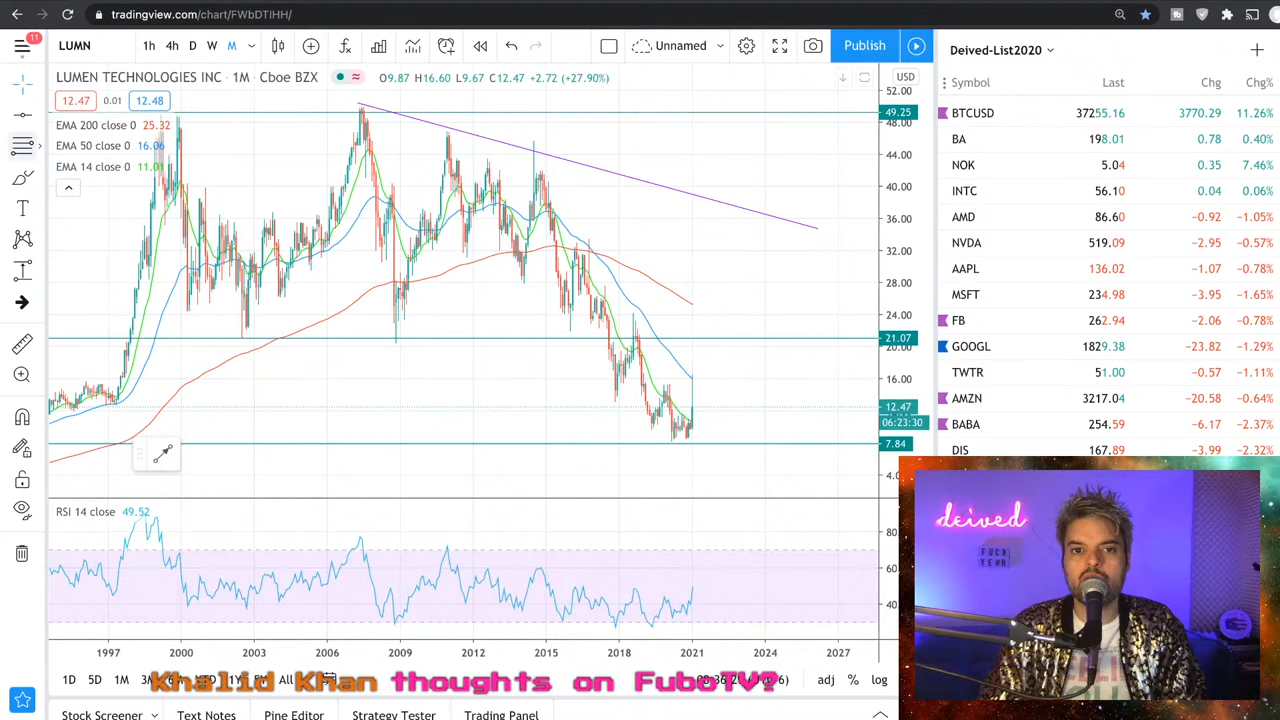 tradingview.com/chart/FWbDTIHH/
11
LUMN
1h 4h D W M
Unnamed
Publish
LUMEN TECHNOLOGIES INC · 1M · Cboe BZX
O9.87 H16.60 L9.67 C12.47 +2.72 (+27.90%)
USD
12.47 0.01 12.48
EMA 200 close 0 25.32
EMA 50 close 0 16.06
EMA 14 close 0 11.01
52.00
49.25
48.00
44.00
40.00
36.00
32.00
28.00
24.00
21.07
20.00
16.00
12.47
06:23:30
7.84
RSI 14 close 49.52
80
60
40
1997 2000 2003 2006 2009 2012 2015 2018 2021 2024 2027
1D 5D 1M
All
adj % log
Khalid Khan thoughts on Fubo TV?
Stock Screener Text Notes Pine Editor Strategy Tester Trading Panel
Deived-List2020
Symbol Last Chg Chg%
BTCUSD 37255.16 3770.29 11.26%
BA 198.01 0.78 0.40%
NOK 5.04 0.35 7.46%
INTC 56.10 0.04 0.06%
AMD 86.60 −0.92 −1.05%
NVDA 519.09 −2.95 −0.57%
AAPL 136.02 −1.07 −0.78%
MSFT 234.98 −3.95 −1.65%
FB 262.94 −2.06 −0.78%
GOOGL 1829.38 −23.82 −1.29%
TWTR 51.00 −0.57 −1.11%
AMZN 3217.04 −20.58 −0.64%
BABA 254.59 −6.17 −2.37%
DIS 167.89 −3.99 −2.32%
deived
FUCK
YEAH